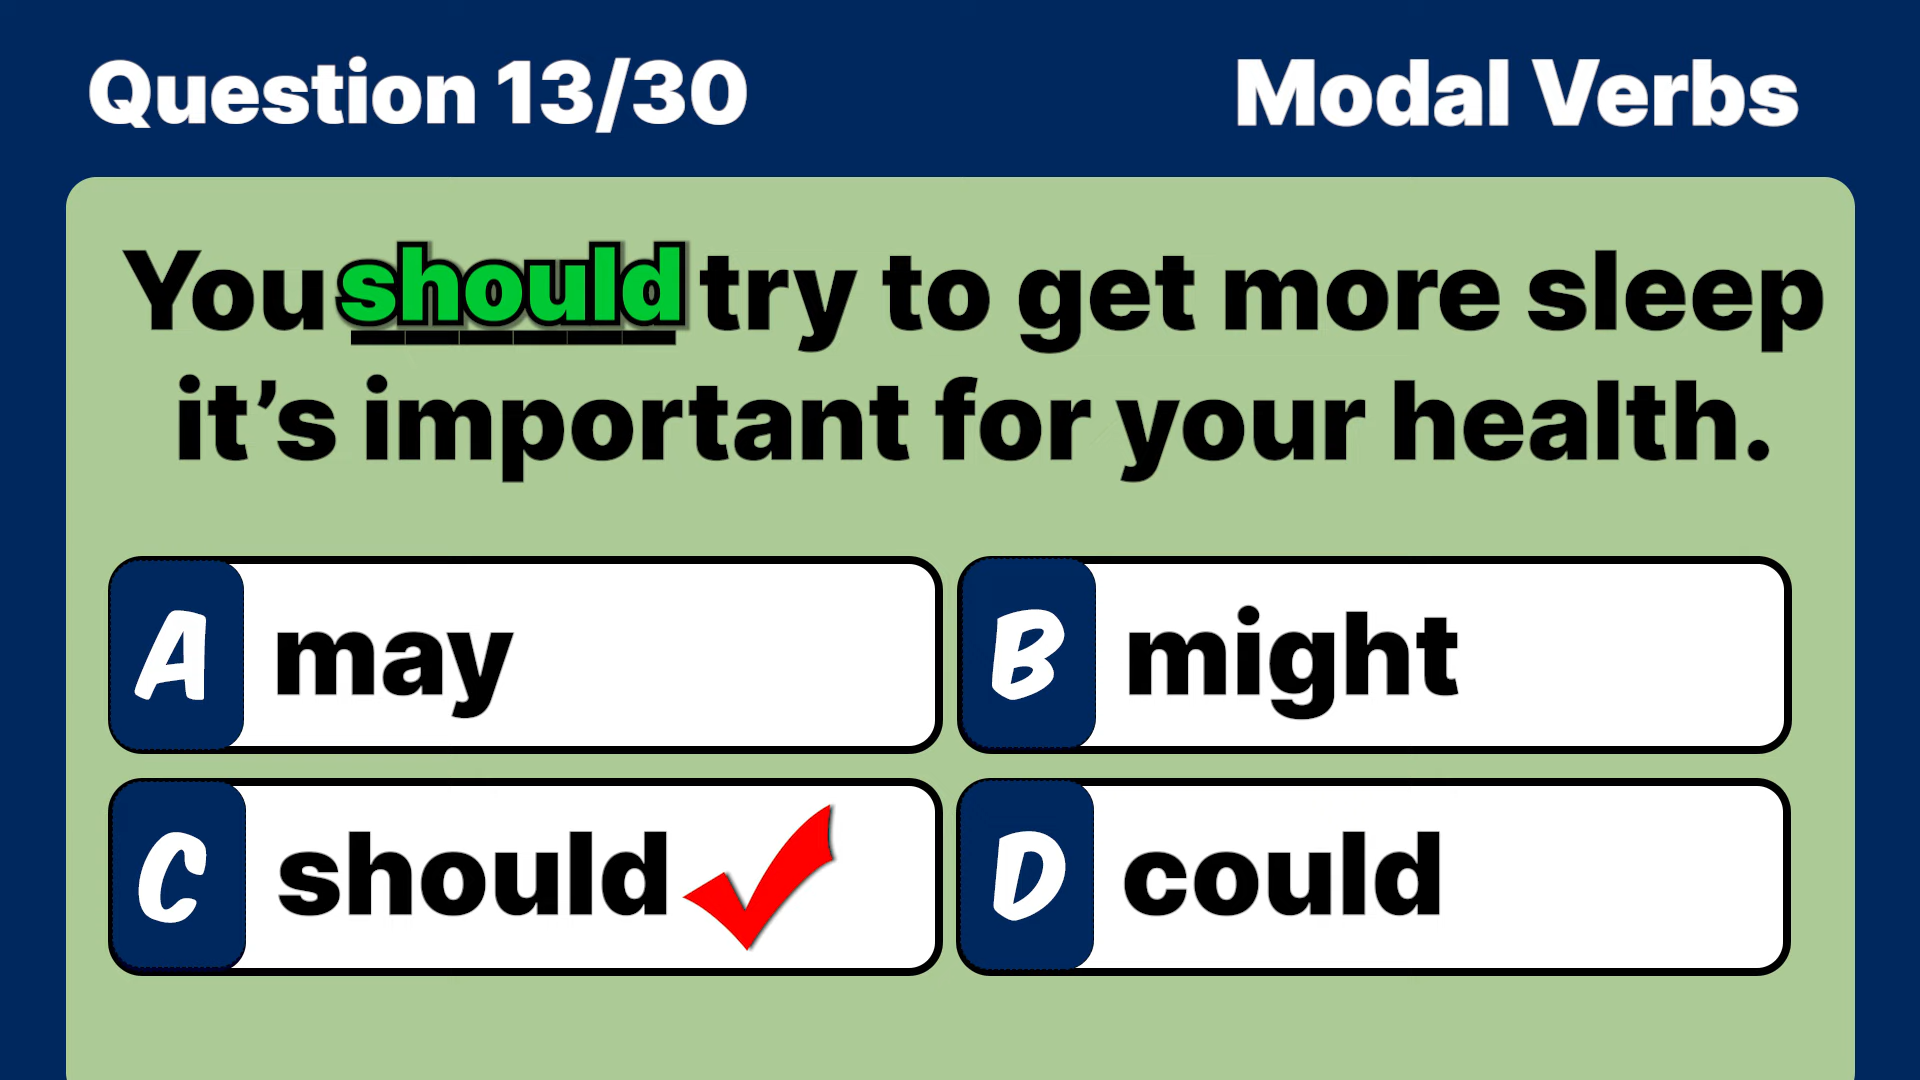 Question 13/30
Modal Verbs
You should try to get more sleep
it’s important for your health.
A may
B might
C should
D could